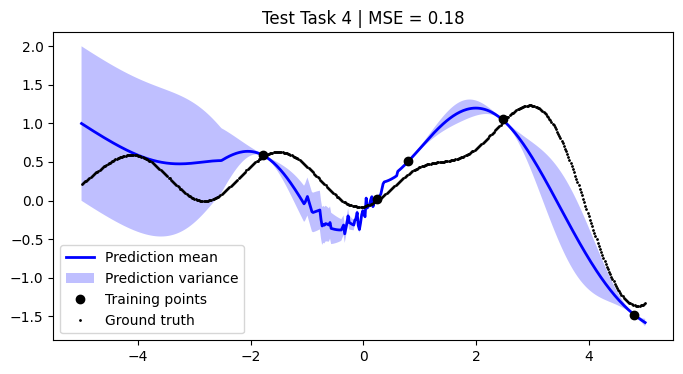 Test Task 4 | MSE = 0.18
2.0
1.5
1.0
0.5
0.0
−0.5
−1.0
−1.5
Prediction mean
Prediction variance
Training points
Ground truth
−4 −2 0 2 4